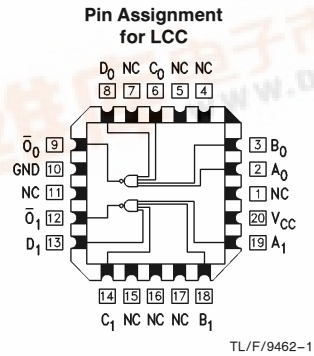 Pin Assignment
for LCC
D0 NC C0 NC NC
8 7 6 5 4
O̅0 9
GND 10
NC 11
O̅1 12
D1 13
3 B0
2 A0
1 NC
20 VCC
19 A1
14 15 16 17 18
C1 NC NC NC B1
TL/F/9462–1